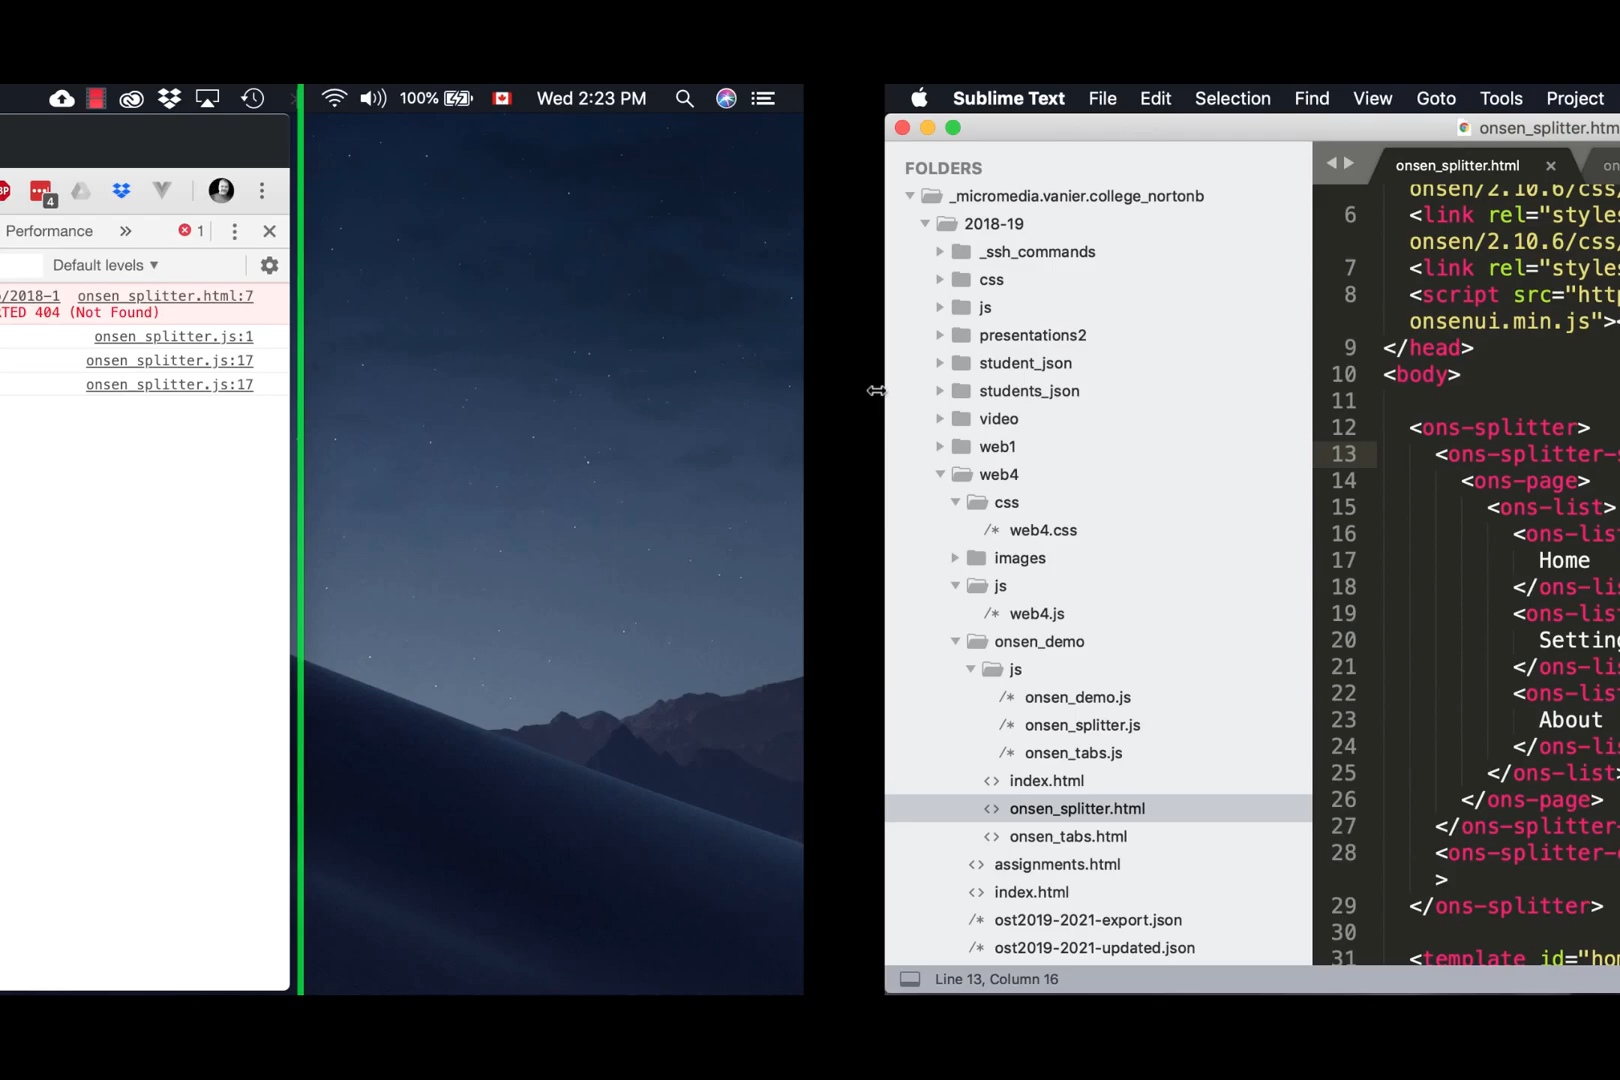 100%
Wed 2:23 PM
4
Performance
1
Default levels
/2018-1 onsen_splitter.html:7
TED 404 (Not Found)
onsen_splitter.js:1
onsen_splitter.js:17
onsen_splitter.js:17
Sublime Text File Edit Selection Find View Goto Tools Project
onsen_splitter.htm
FOLDERS
_micromedia.vanier.college_nortonb
2018-19
_ssh_commands
css
js
presentations2
student_json
students_json
video
web1
web4
css
/* web4.css
images
js
/* web4.js
onsen_demo
js
/* onsen_demo.js
/* onsen_splitter.js
/* onsen_tabs.js
<> index.html
<> onsen_splitter.html
<> onsen_tabs.html
<> assignments.html
<> index.html
/* ost2019-2021-export.json
/* ost2019-2021-updated.json
Line 13, Column 16
onsen_splitter.html × on
onsen/2.10.6/css/
6 <link rel="styles
onsen/2.10.6/css/
7 <link rel="styles
8 <script src="http
onsenui.min.js"><
9 </head>
10 <body>
11
12 <ons-splitter>
13 <ons-splitter-s
14 <ons-page>
15 <ons-list>
16 <ons-lis
17 Home
18 </ons-lis
19 <ons-lis
20 Setting
21 </ons-lis
22 <ons-lis
23 About
24 </ons-lis
25 </ons-list>
26 </ons-page>
27 </ons-splitter-
28 <ons-splitter-
>
29 </ons-splitter>
30
31 <template id="hom